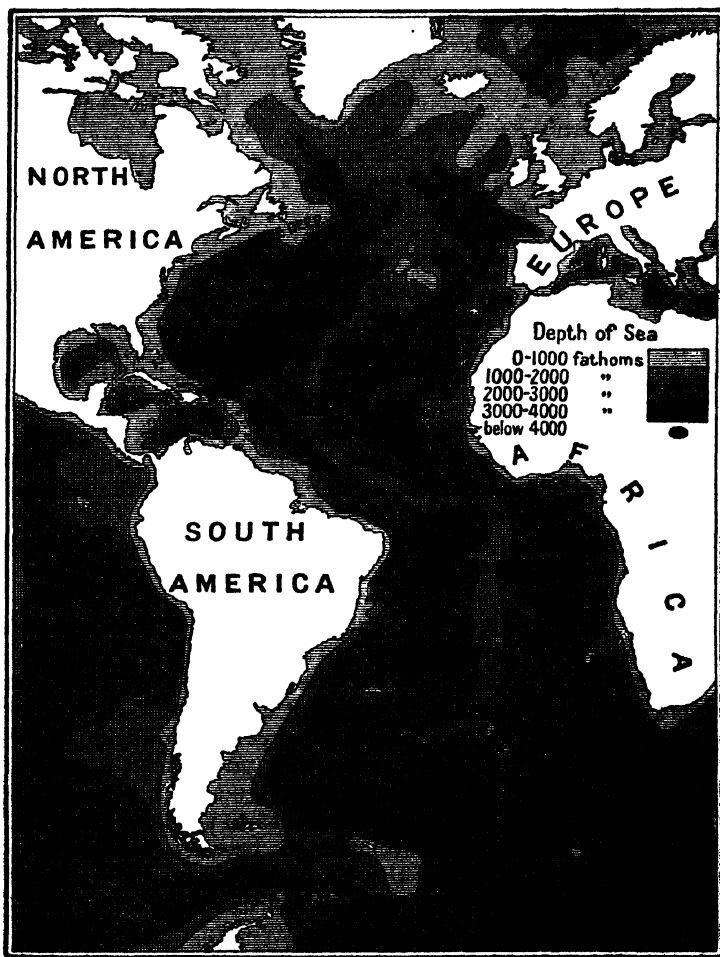 NORTH
AMERICA
EUROPE
Depth of Sea
0-1000 fathoms
1000-2000 "
2000-3000 "
3000-4000 "
below 4000
AFRICA
SOUTH
AMERICA